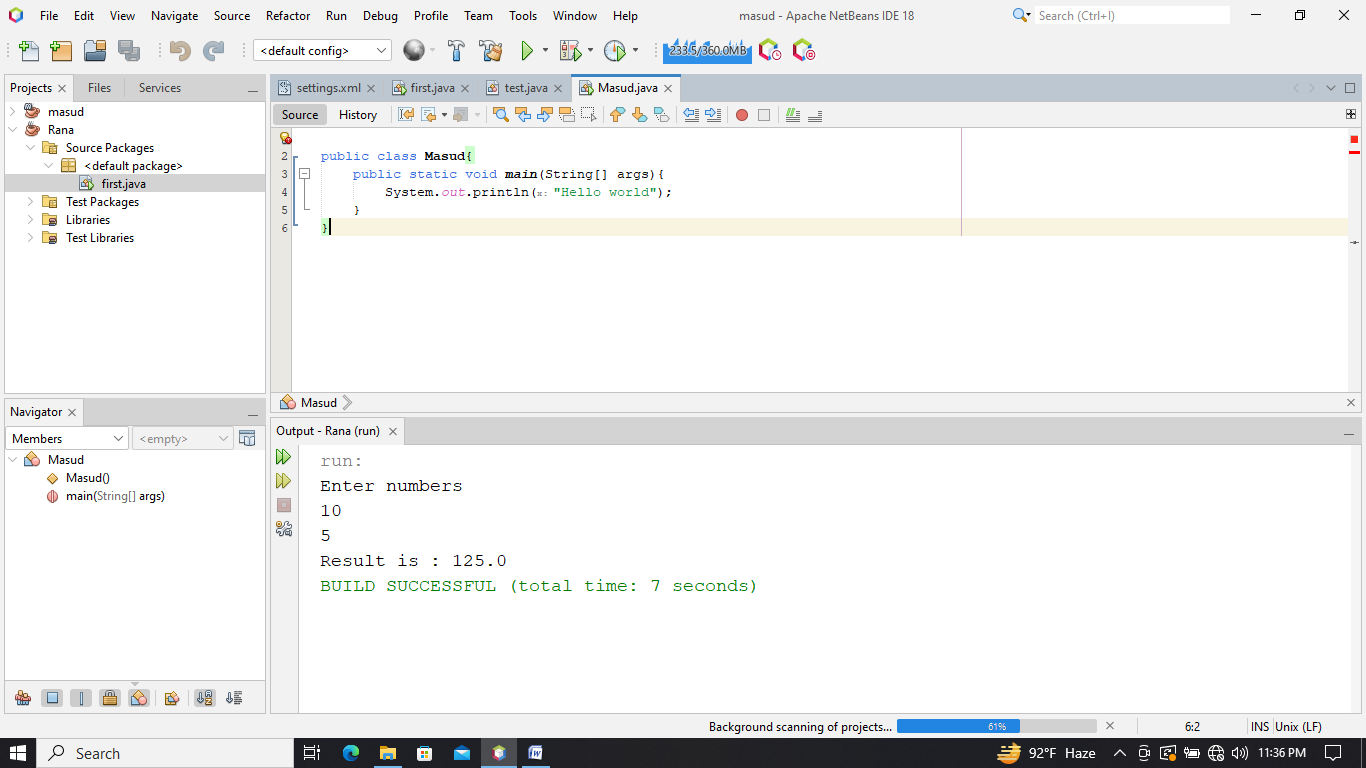 File Edit View Navigate Source Refactor Run Debug Profile Team Tools Window Help
masud - Apache NetBeans IDE 18
Search (Ctrl+I)
<default config>
233.5/360.0MB
Projects Files Services
masud
Rana
Source Packages
<default package>
first.java
Test Packages
Libraries
Test Libraries
settings.xml first.java test.java Masud.java
Source History
2 public class Masud{
3 public static void main(String[] args){
4 System.out.println(x: "Hello world");
5 }
6 }
Masud
Navigator
Members <empty>
Masud
Masud()
main(String[] args)
Output - Rana (run)
run:
Enter numbers
10
5
Result is : 125.0
BUILD SUCCESSFUL (total time: 7 seconds)
Background scanning of projects... 61% 6:2 INS Unix (LF)
Search
92°F Haze 11:36 PM